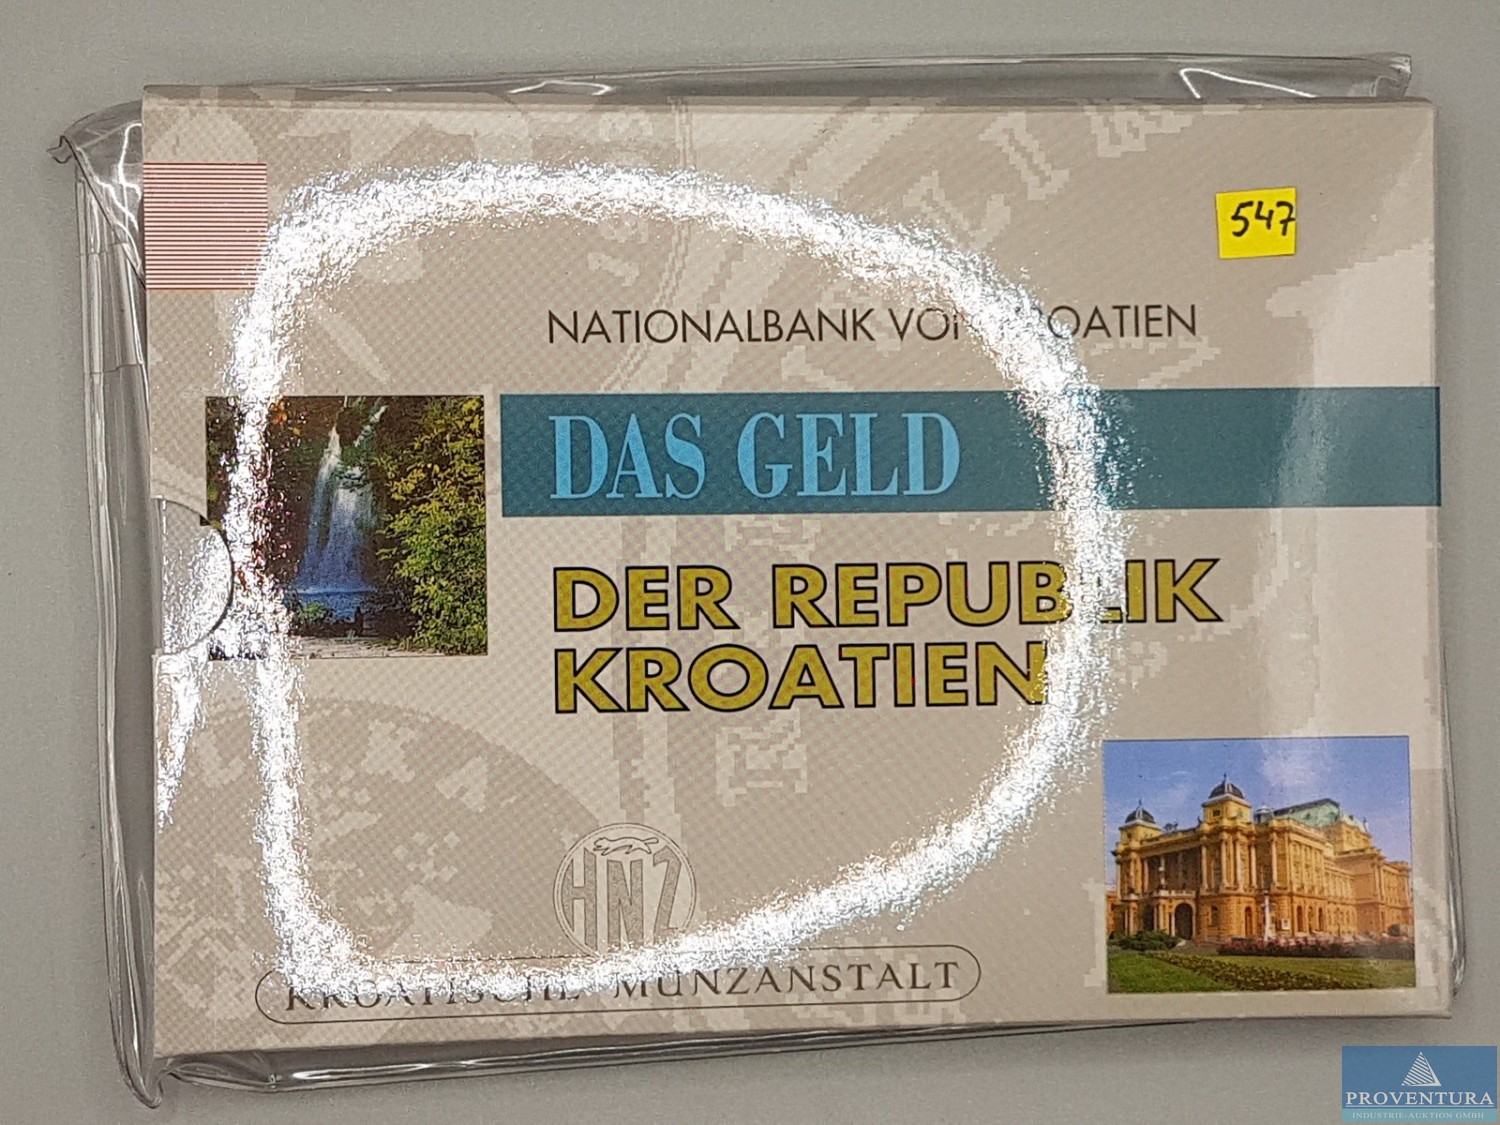 547
NATIONALBANK VON KROATIEN
DAS GELD
DER REPUBLIK
KROATIEN
HNZ
KROATISCHE MÜNZANSTALT
PROVENTURA
INDUSTRIE-AUKTION GMBH